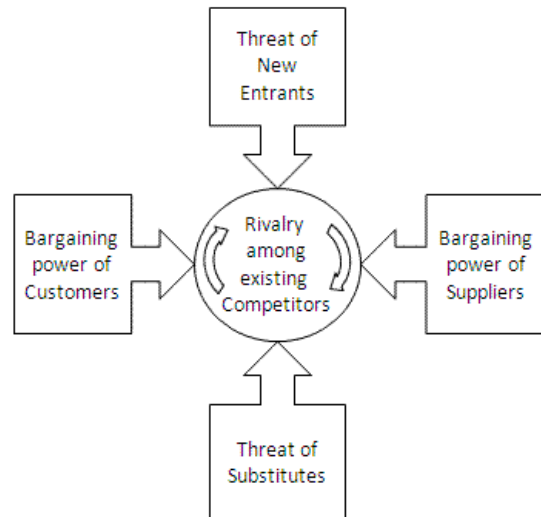 Threat of
New
Entrants
Bargaining
power of
Customers
Rivalry
among
existing
Competitors
Bargaining
power of
Suppliers
Threat of
Substitutes